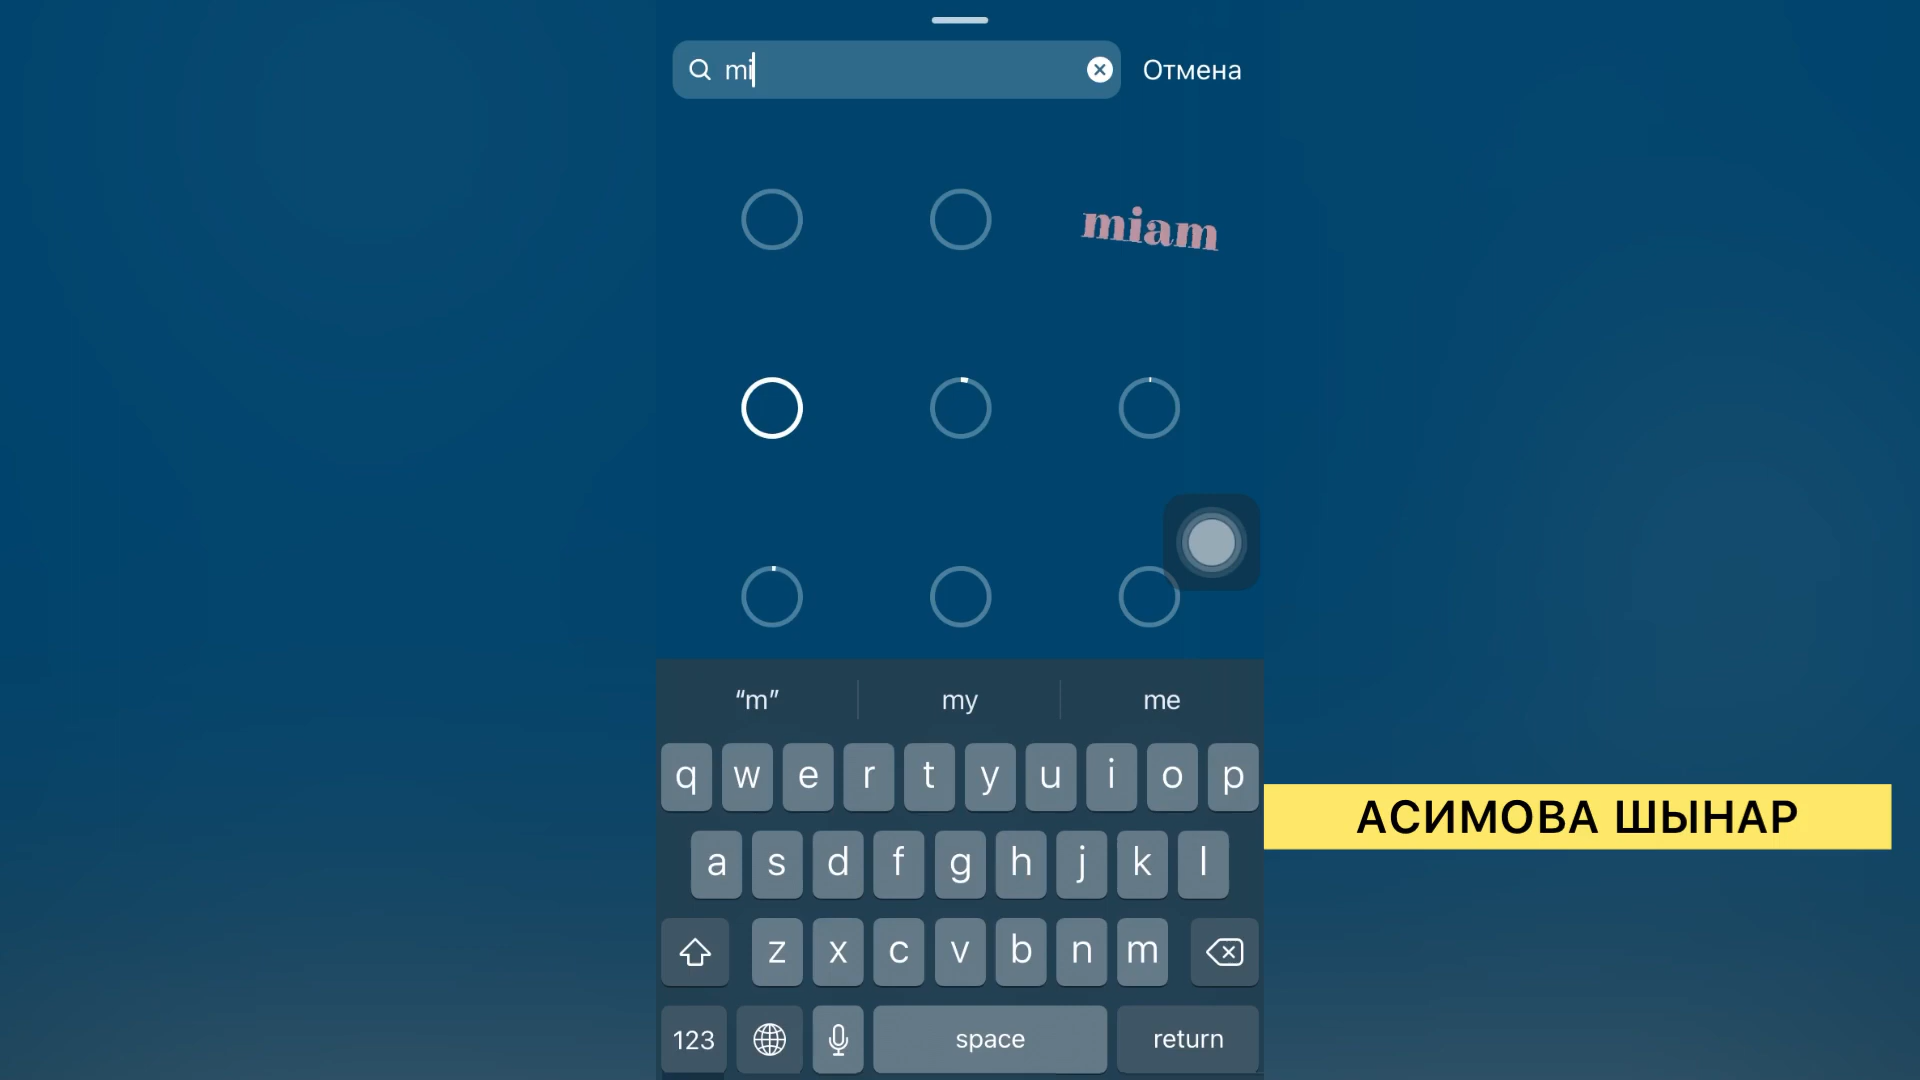 mi
Отмена
miam
“m” my me
q w e r t y u i o p
АСИМОВА ШЫНАР
a s d f g h j k l
z x c v b n m
123 space return